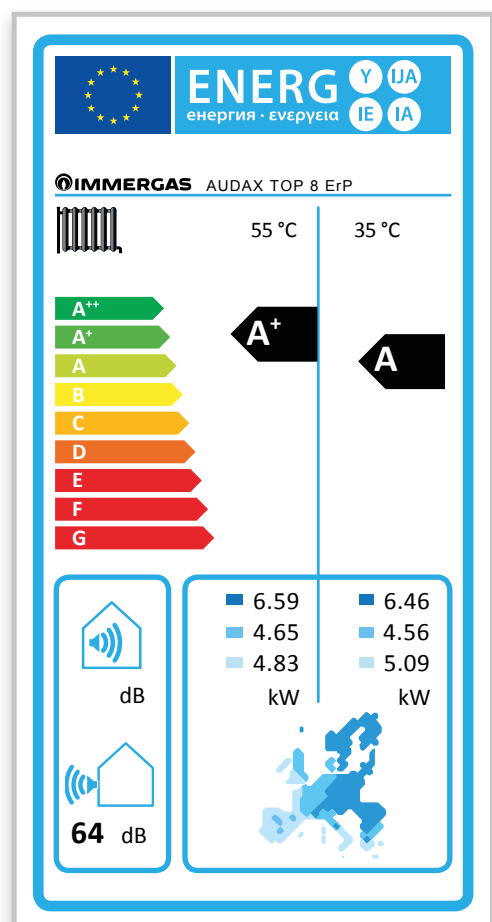 ENERG Y IJA
енергия · ενεργεια IE IA
IMMERGAS AUDAX TOP 8 ErP
55 °C 35 °C
A++
A+ A+
A A
B
C
D
E
F
G
6.59 6.46
4.65 4.56
4.83 5.09
kW kW
dB
64 dB